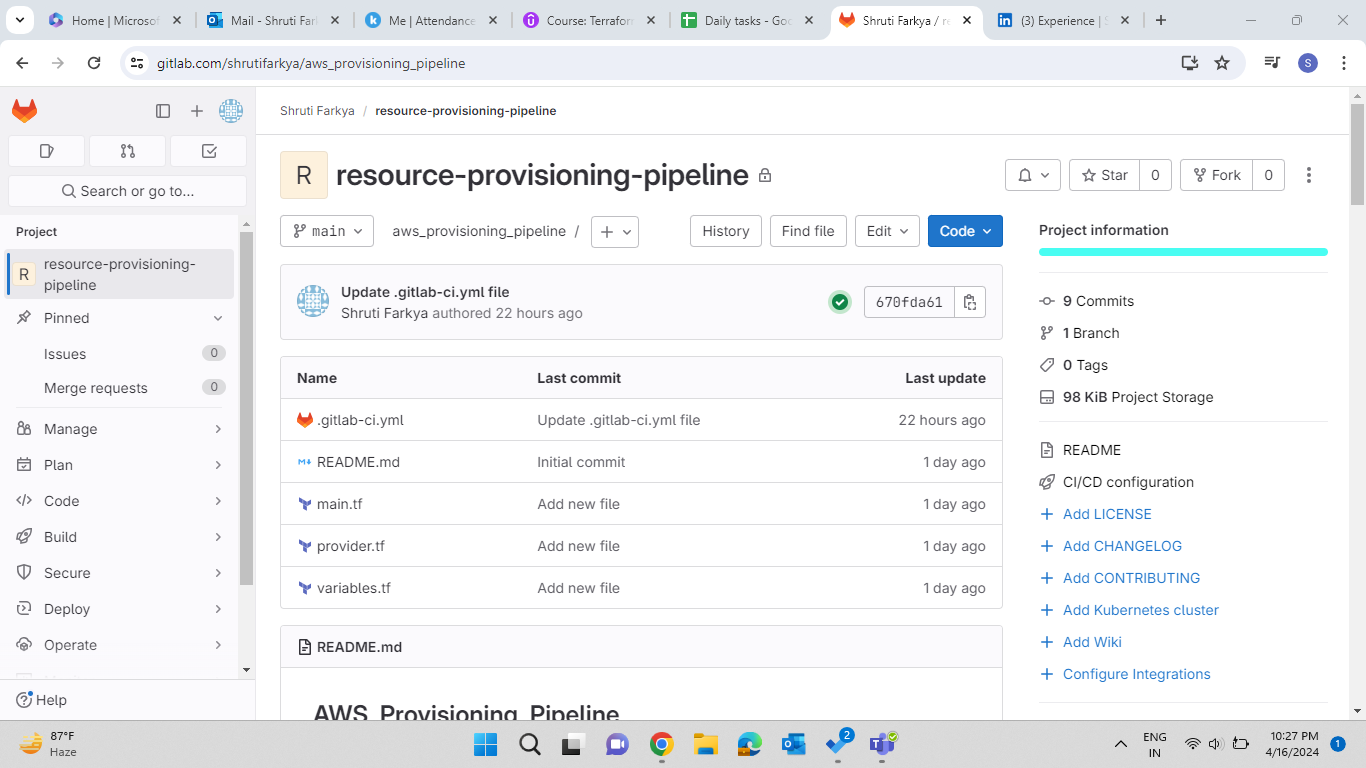 Home | Microsof
Mail - Shruti Fark
Me | Attendance
Course: Terraform
Daily tasks - Goo
Shruti Farkya / re
(3) Experience | S
gitlab.com/shrutifarkya/aws_provisioning_pipeline
S
Search or go to...
Project
R
resource-provisioning-
pipeline
Pinned
Issues 0
Merge requests 0
Manage
Plan
Code
Build
Secure
Deploy
Operate
Help
Shruti Farkya / resource-provisioning-pipeline
R
resource-provisioning-pipeline
Star 0
Fork 0
main
aws_provisioning_pipeline /
History
Find file
Edit
Code
Update .gitlab-ci.yml file
Shruti Farkya authored 22 hours ago
670fda61
Name Last commit Last update
.gitlab-ci.yml Update .gitlab-ci.yml file 22 hours ago
README.md Initial commit 1 day ago
main.tf Add new file 1 day ago
provider.tf Add new file 1 day ago
variables.tf Add new file 1 day ago
README.md
AWS_Provisioning_Pipeline
Project information
9 Commits
1 Branch
0 Tags
98 KiB Project Storage
README
CI/CD configuration
Add LICENSE
Add CHANGELOG
Add CONTRIBUTING
Add Kubernetes cluster
Add Wiki
Configure Integrations
87°F
Haze
2
ENG
IN
10:27 PM
4/16/2024
1